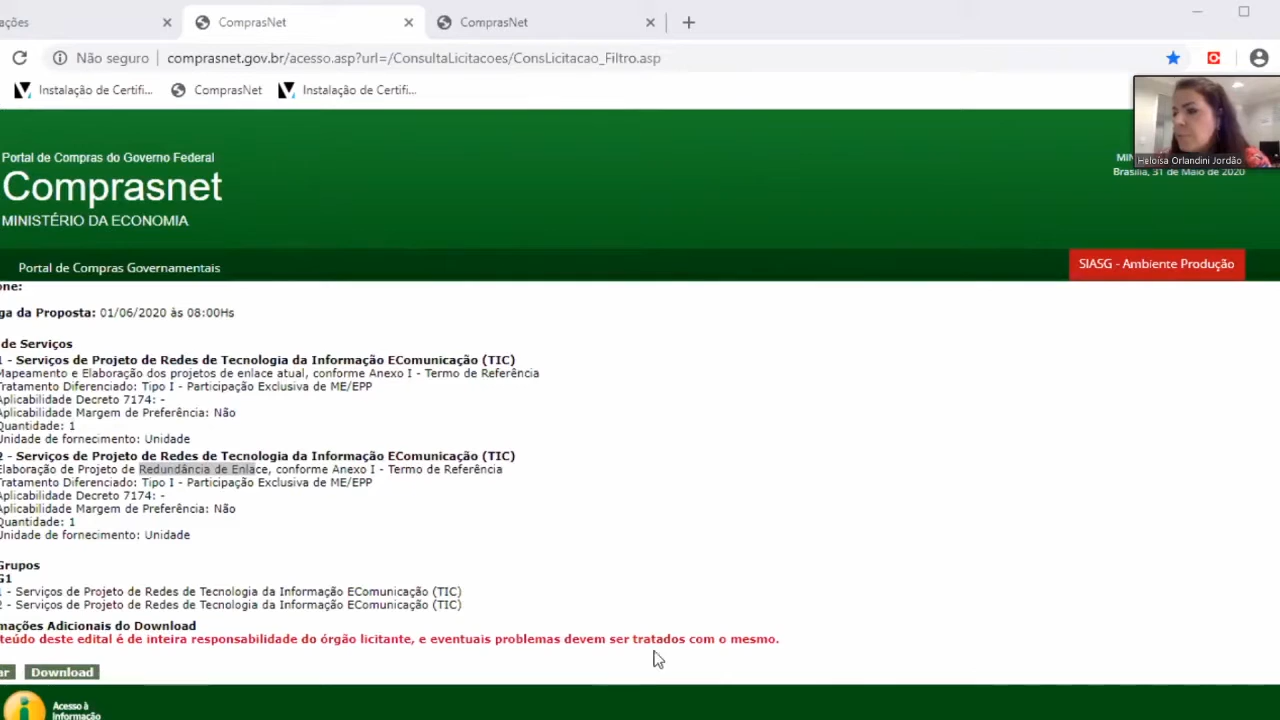 ações
ComprasNet
ComprasNet
Não seguro
comprasnet.gov.br/acesso.asp?url=/ConsultaLicitacoes/ConsLicitacao_Filtro.asp
Instalação de Certifi...
ComprasNet
Instalação de Certifi...
Portal de Compras do Governo Federal
Comprasnet
MINISTÉRIO DA ECONOMIA
Heloísa Orlandini Jordão
MIN
Brasília, 31 de Maio de 2020
Portal de Compras Governamentais
SIASG - Ambiente Produção
one:
ga da Proposta: 01/06/2020 às 08:00Hs
de Serviços
1 - Serviços de Projeto de Redes de Tecnologia da Informação EComunicação (TIC)
Mapeamento e Elaboração dos projetos de enlace atual, conforme Anexo I - Termo de Referência
Tratamento Diferenciado: Tipo I - Participação Exclusiva de ME/EPP
Aplicabilidade Decreto 7174: -
Aplicabilidade Margem de Preferência: Não
Quantidade: 1
Unidade de fornecimento: Unidade
2 - Serviços de Projeto de Redes de Tecnologia da Informação EComunicação (TIC)
Elaboração de Projeto de Redundância de Enlace, conforme Anexo I - Termo de Referência
Tratamento Diferenciado: Tipo I - Participação Exclusiva de ME/EPP
Aplicabilidade Decreto 7174: -
Aplicabilidade Margem de Preferência: Não
Quantidade: 1
Unidade de fornecimento: Unidade
Grupos
G1
1 - Serviços de Projeto de Redes de Tecnologia da Informação EComunicação (TIC)
2 - Serviços de Projeto de Redes de Tecnologia da Informação EComunicação (TIC)
mações Adicionais do Download
teúdo deste edital é de inteira responsabilidade do órgão licitante, e eventuais problemas devem ser tratados com o mesmo.
ar
Download
Acesso à
Informação